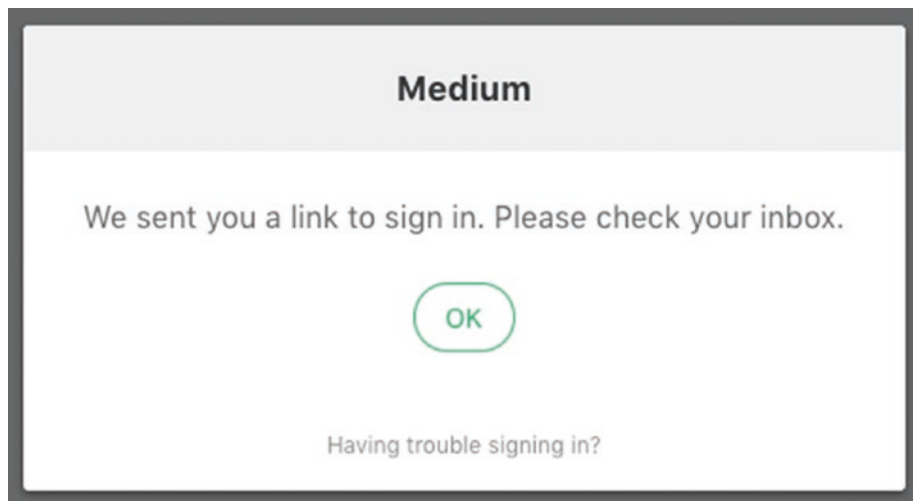 Medium
We sent you a link to sign in. Please check your inbox.
OK
Having trouble signing in?